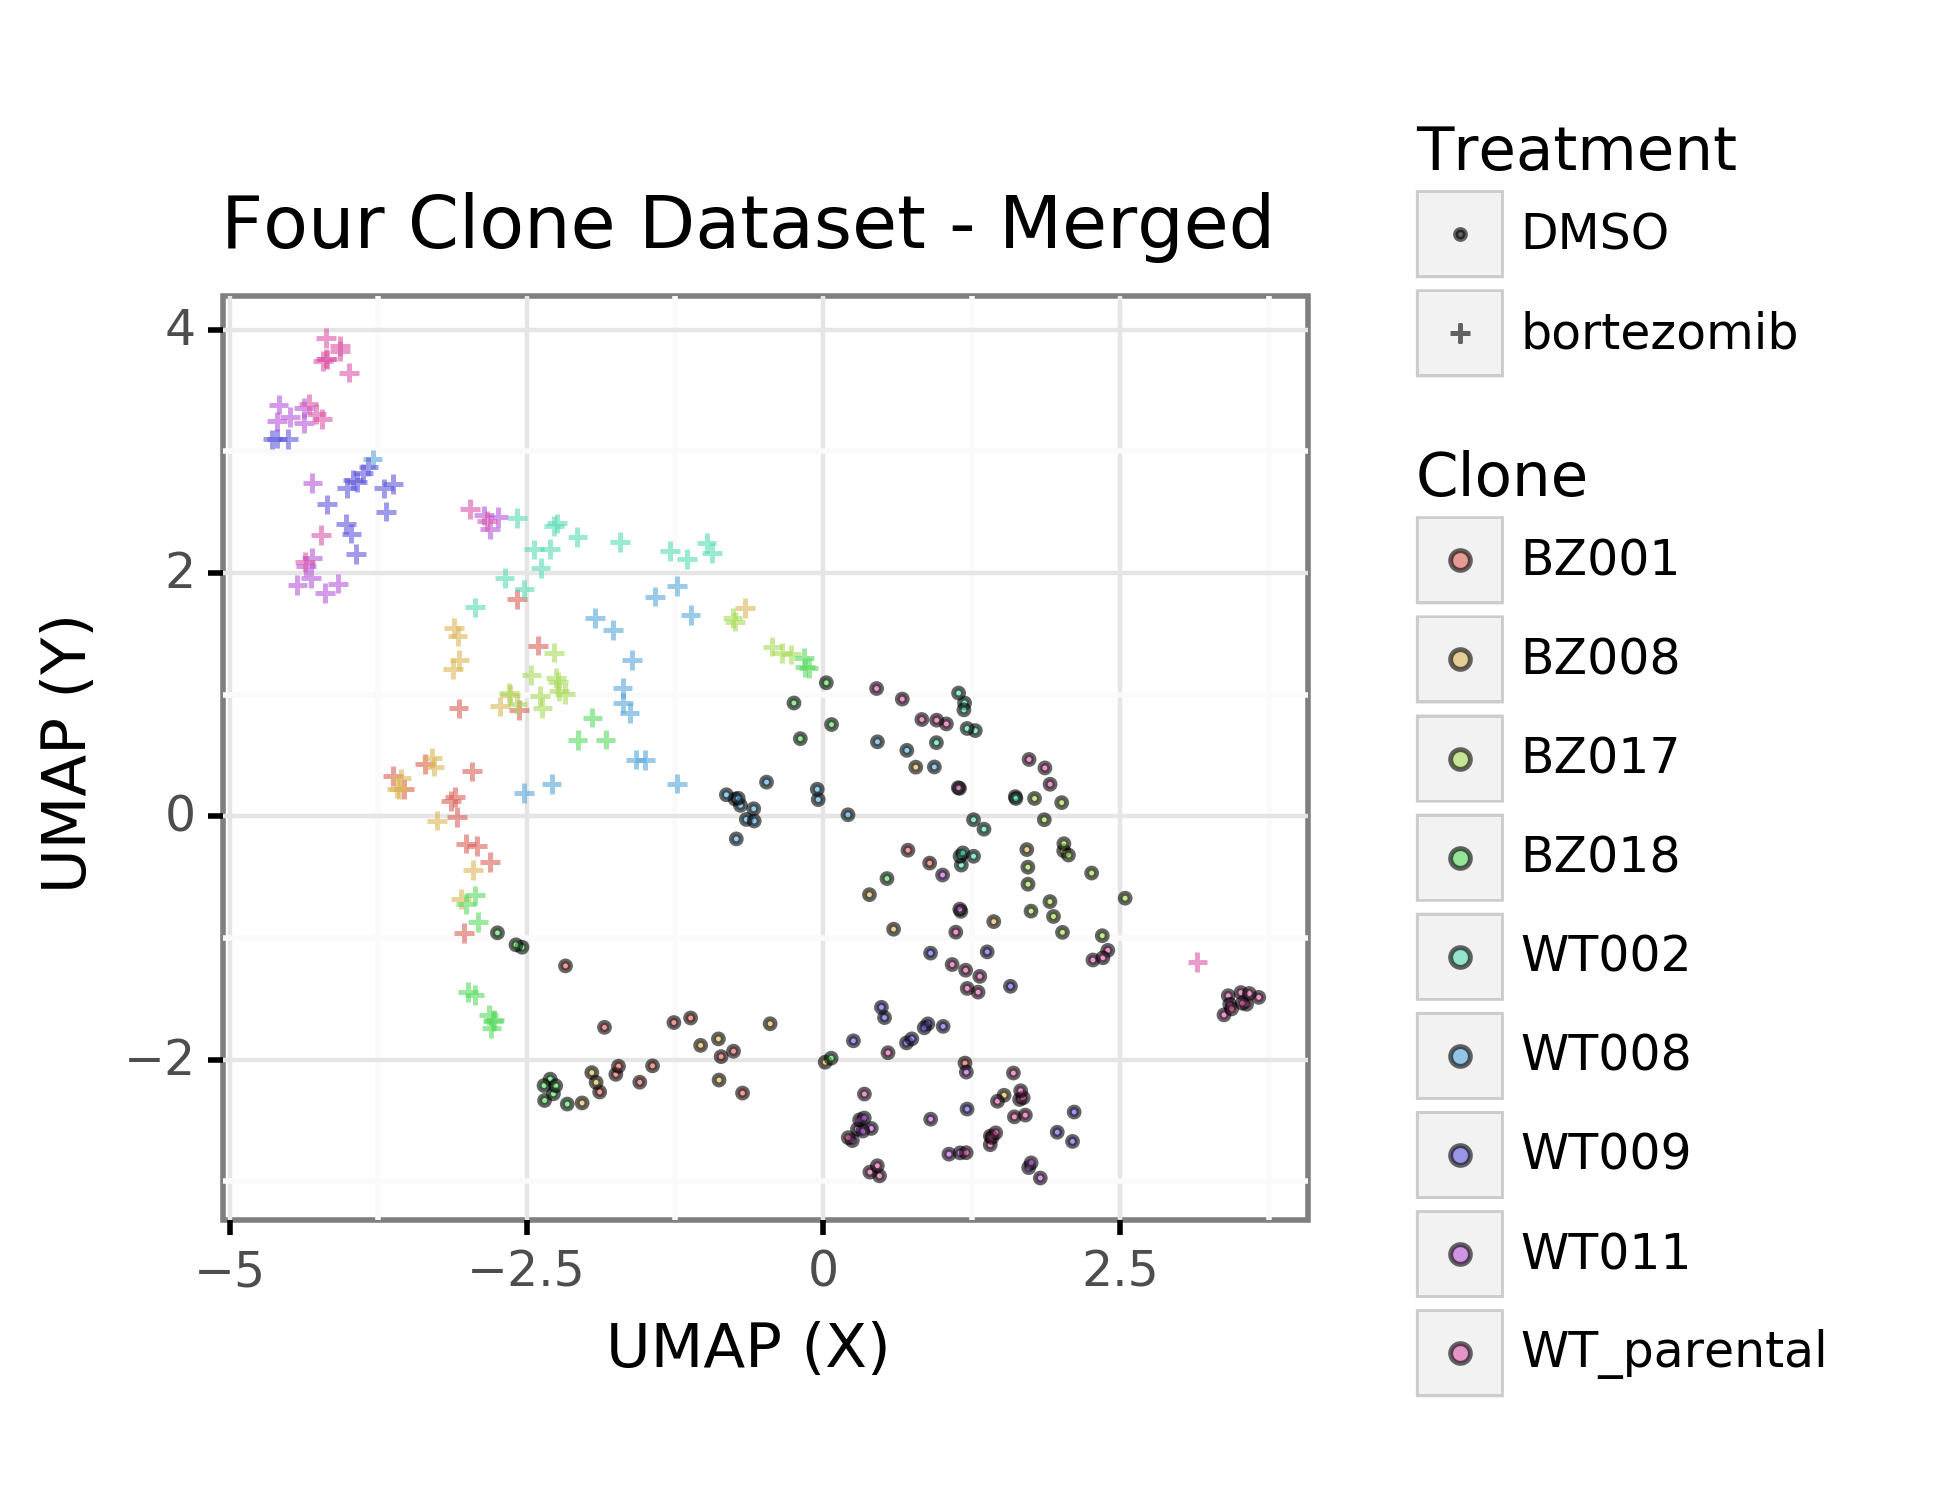 Four Clone Dataset - Merged
4
2
0
−2
−5
−2.5
0
2.5
UMAP (X)
UMAP (Y)
Treatment
DMSO
bortezomib
Clone
BZ001
BZ008
BZ017
BZ018
WT002
WT008
WT009
WT011
WT_parental